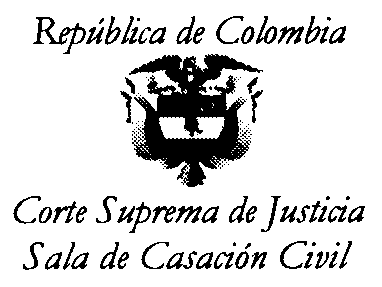 República de Colombia
Corte Suprema de Justicia
Sala de Casación Civil